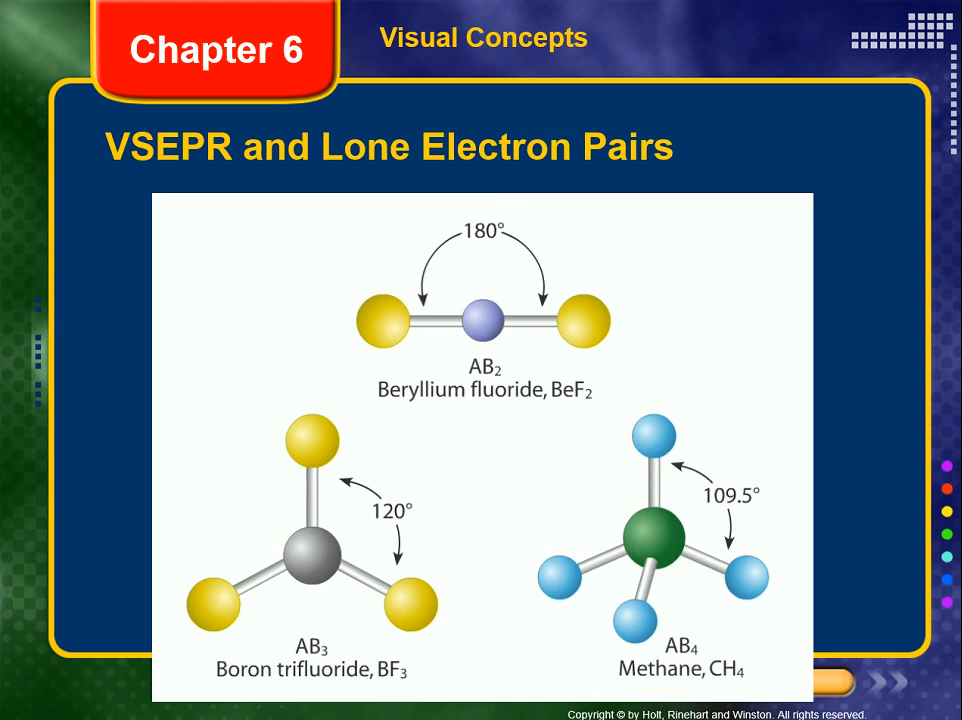 Chapter 6
Visual Concepts
VSEPR and Lone Electron Pairs
180°
AB₂
Beryllium fluoride, BeF₂
120°
109.5°
AB₃
Boron trifluoride, BF₃
AB₄
Methane, CH₄
Copyright © by Holt, Rinehart and Winston. All rights reserved.